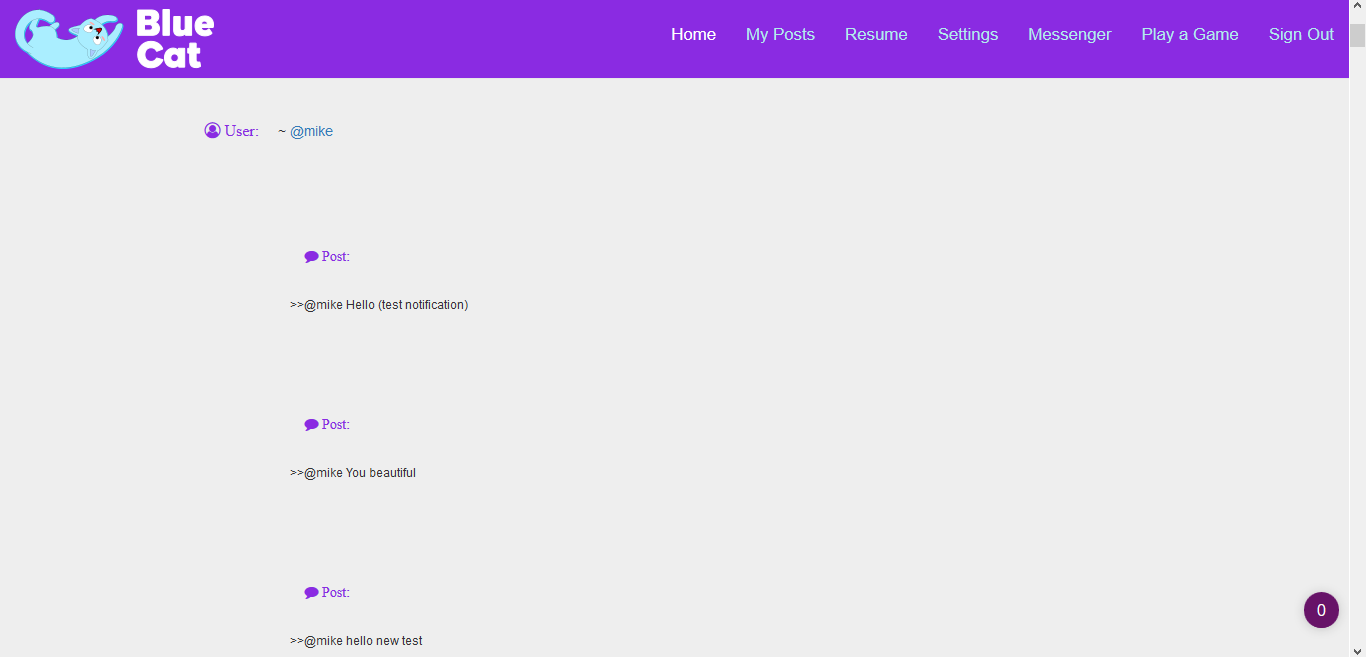 Blue
Cat
Home My Posts Resume Settings Messenger Play a Game Sign Out
User: ~ @mike
Post:
>>@mike Hello (test notification)
Post:
>>@mike You beautiful
Post:
0
>>@mike hello new test